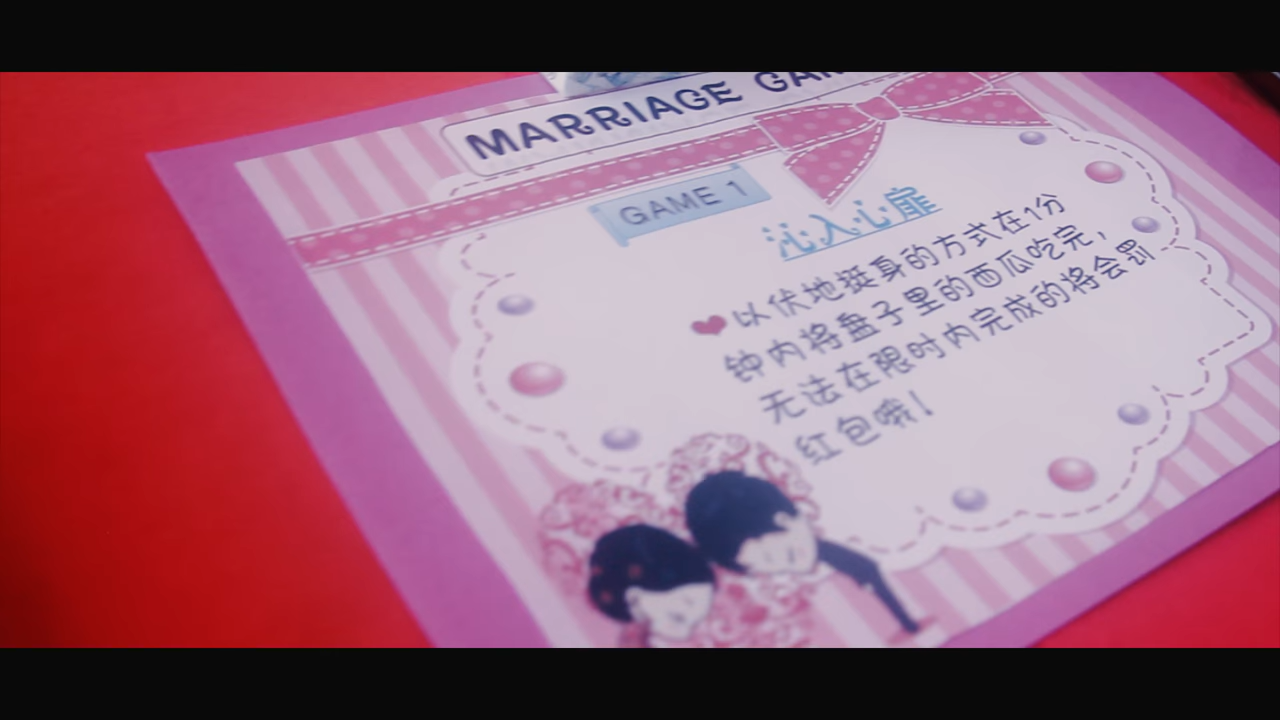 MARRIAGE
GAME 1
沁入心扉
以伏地挺身的方式在1分
钟内将盘子里的西瓜吃完，
无法在限时内完成的将会罚
红包哦！